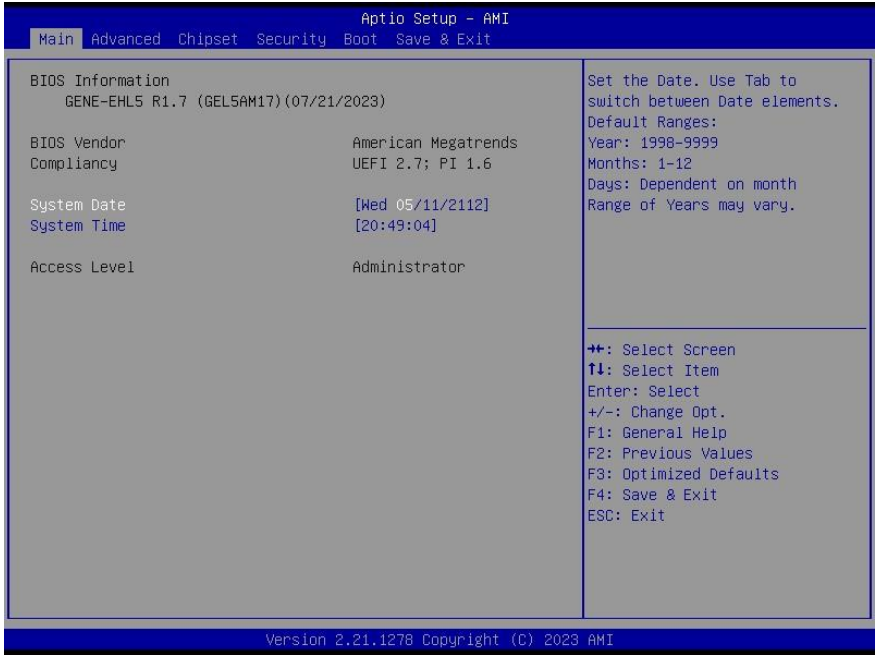 Aptio Setup – AMI
Main Advanced Chipset Security Boot Save & Exit
BIOS Information
GENE-EHL5 R1.7 (GEL5AM17)(07/21/2023)
BIOS Vendor American Megatrends
Compliancy UEFI 2.7; PI 1.6
System Date [Wed 05/11/2112]
System Time [20:49:04]
Access Level Administrator
Set the Date. Use Tab to
switch between Date elements.
Default Ranges:
Year: 1998-9999
Months: 1-12
Days: Dependent on month
Range of Years may vary.
→←: Select Screen
↑↓: Select Item
Enter: Select
+/-: Change Opt.
F1: General Help
F2: Previous Values
F3: Optimized Defaults
F4: Save & Exit
ESC: Exit
Version 2.21.1278 Copyright (C) 2023 AMI